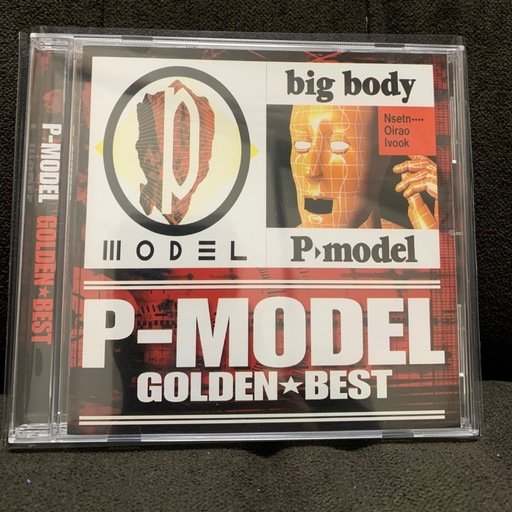 P-MODEL GOLDEN★BEST
p
MODEL
big body
Nsetn----
Oirao
Ivook
P▸model
P-MODEL
GOLDEN★BEST